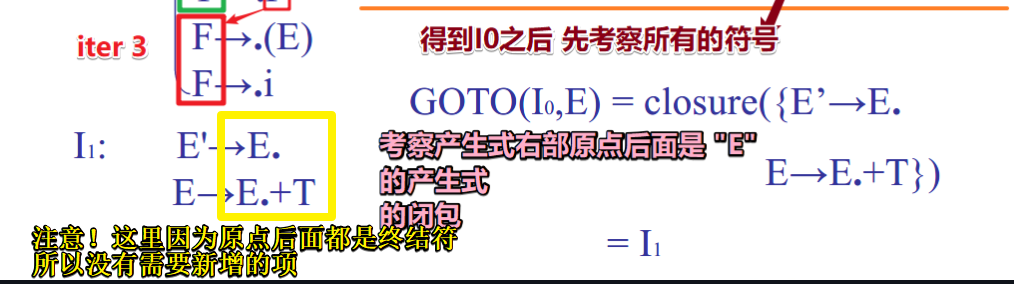 iter 3
F→.(E)
F→.i
得到I0之后 先考察所有的符号
GOTO(I0,E) = closure({E’→E.
E→E.+T})
= I1
I1:
E'→E.
E→E.+T
考察产生式右部原点后面是 "E"
的产生式
的闭包
注意！这里因为原点后面都是终结符
所以没有需要新增的项